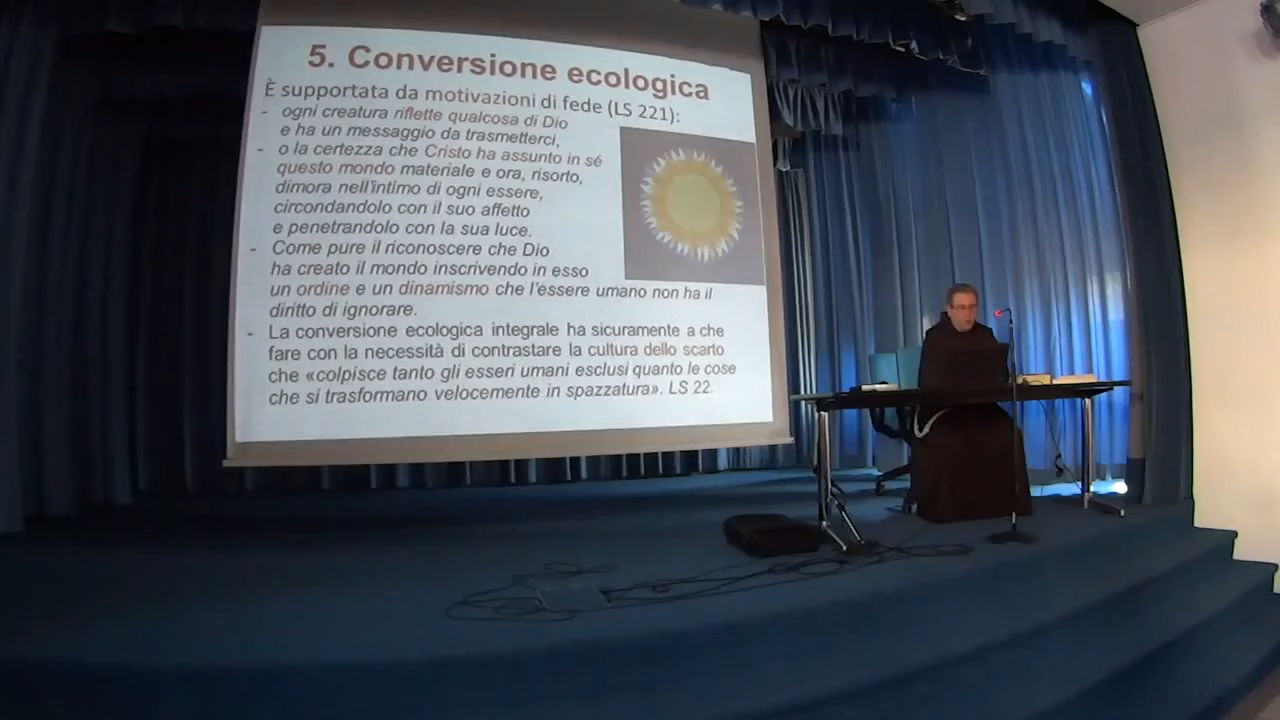 5. Conversione ecologica
È supportata da motivazioni di fede (LS 221):
- ogni creatura riflette qualcosa di Dio
e ha un messaggio da trasmetterci,
- o la certezza che Cristo ha assunto in sé
questo mondo materiale e ora, risorto,
dimora nell'intimo di ogni essere,
circondandolo con il suo affetto
e penetrandolo con la sua luce.
- Come pure il riconoscere che Dio
ha creato il mondo inscrivendo in esso
un ordine e un dinamismo che l'essere umano non ha il
diritto di ignorare.
- La conversione ecologica integrale ha sicuramente a che
fare con la necessità di contrastare la cultura dello scarto
che «colpisce tanto gli esseri umani esclusi quanto le cose
che si trasformano velocemente in spazzatura». LS 22.